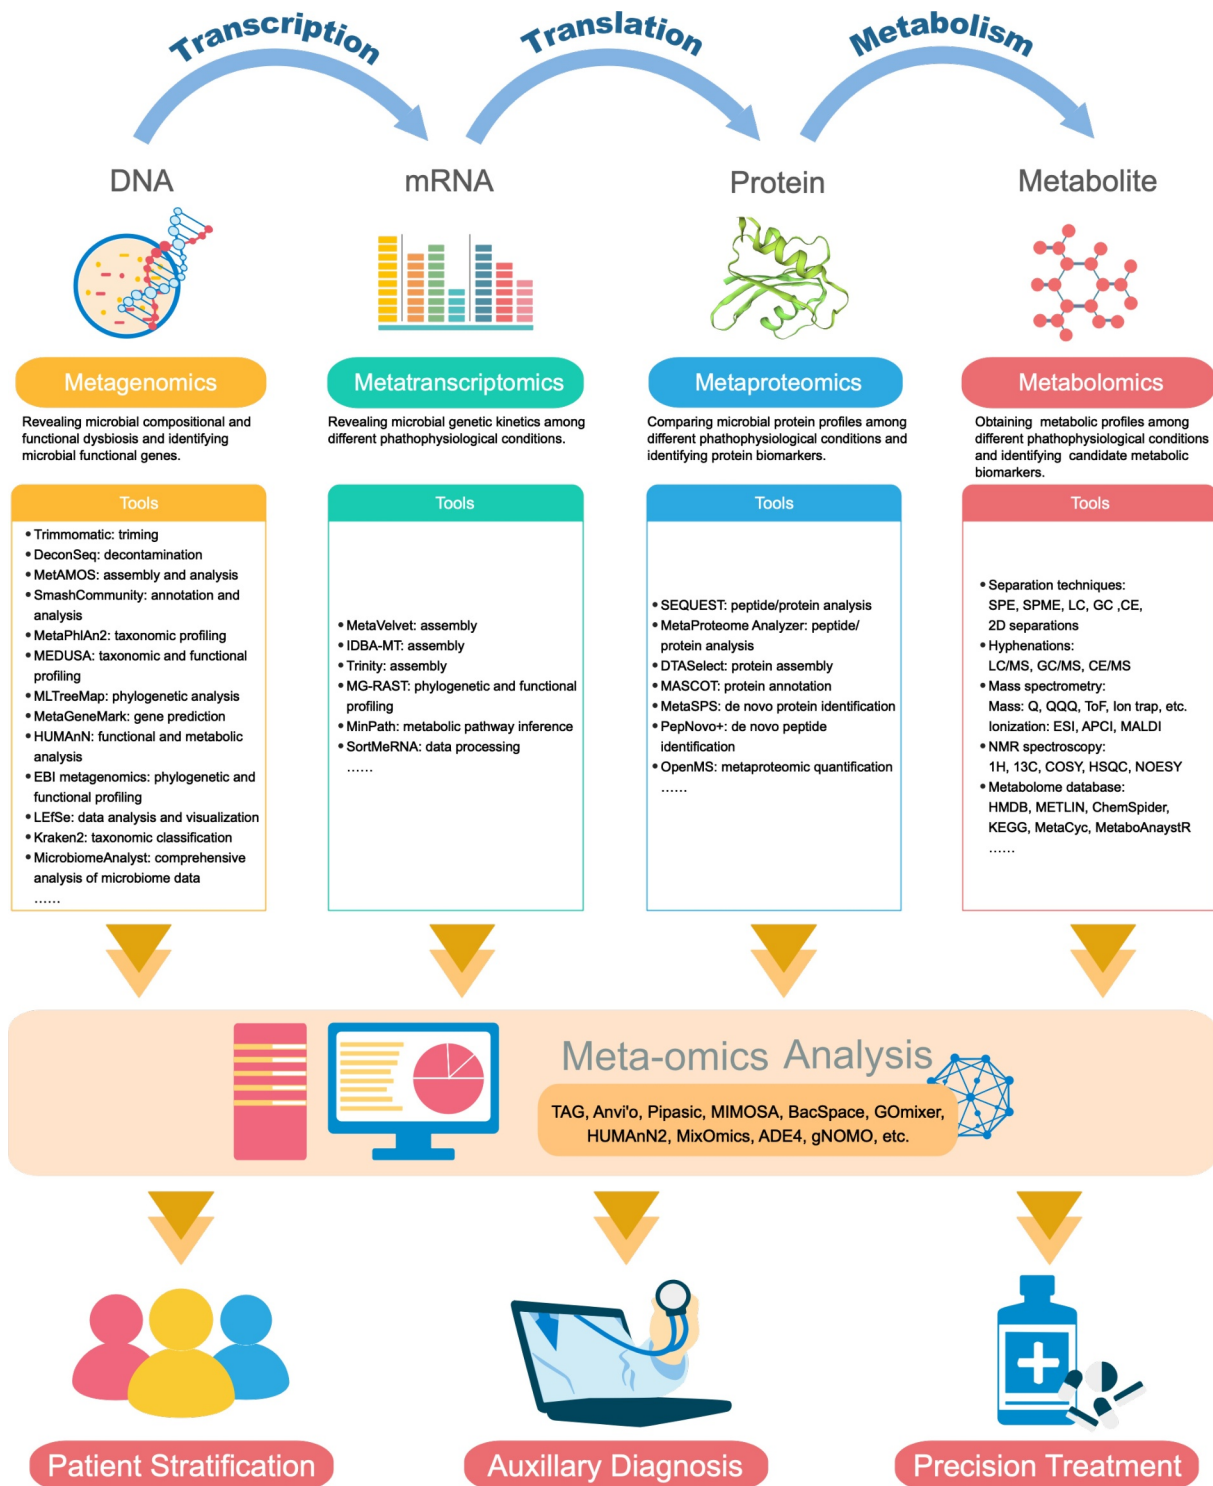 Transcription
Translation
Metabolism
DNA
mRNA
Protein
Metabolite
Metagenomics
Metatranscriptomics
Metaproteomics
Metabolomics
Revealing microbial compositional and
functional dysbiosis and identifying
microbial functional genes.
Revealing microbial genetic kinetics among
different phathophysiological conditions.
Comparing microbial protein profiles among
different phathophysiological conditions and
identifying protein biomarkers.
Obtaining metabolic profiles among
different phathophysiological conditions
and identifying candidate metabolic
biomarkers.
Tools
• Trimmomatic: triming
• DeconSeq: decontamination
• MetAMOS: assembly and analysis
• SmashCommunity: annotation and
analysis
• MetaPhlAn2: taxonomic profiling
• MEDUSA: taxonomic and functional
profiling
• MLTreeMap: phylogenetic analysis
• MetaGeneMark: gene prediction
• HUMAnN: functional and metabolic
analysis
• EBI metagenomics: phylogenetic and
functional profiling
• LEfSe: data analysis and visualization
• Kraken2: taxonomic classification
• MicrobiomeAnalyst: comprehensive
analysis of microbiome data
......
Tools
• MetaVelvet: assembly
• IDBA-MT: assembly
• Trinity: assembly
• MG-RAST: phylogenetic and functional
profiling
• MinPath: metabolic pathway inference
• SortMeRNA: data processing
......
Tools
• SEQUEST: peptide/protein analysis
• MetaProteome Analyzer: peptide/
protein analysis
• DTASelect: protein assembly
• MASCOT: protein annotation
• MetaSPS: de novo protein identification
• PepNovo+: de novo peptide
identification
• OpenMS: metaproteomic quantification
......
Tools
• Separation techniques:
SPE, SPME, LC, GC ,CE,
2D separations
• Hyphenations:
LC/MS, GC/MS, CE/MS
• Mass spectrometry:
Mass: Q, QQQ, ToF, Ion trap, etc.
Ionization: ESI, APCI, MALDI
• NMR spectroscopy:
1H, 13C, COSY, HSQC, NOESY
• Metabolome database:
HMDB, METLIN, ChemSpider,
KEGG, MetaCyc, MetaboAnaystR
......
Meta-omics Analysis
TAG, Anvi'o, Pipasic, MIMOSA, BacSpace, GOmixer,
HUMAnN2, MixOmics, ADE4, gNOMO, etc.
Patient Stratification
Auxillary Diagnosis
Precision Treatment